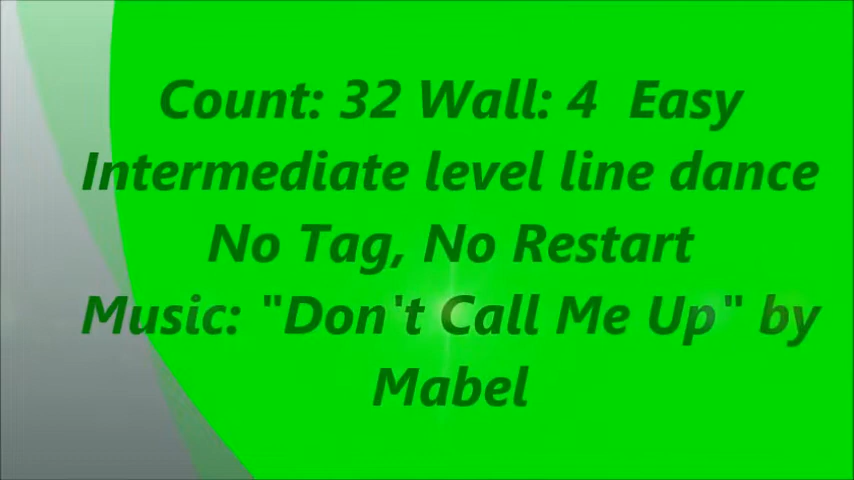 Count: 32 Wall: 4  Easy
Intermediate level line dance
No Tag, No Restart
Music: "Don't Call Me Up" by
Mabel